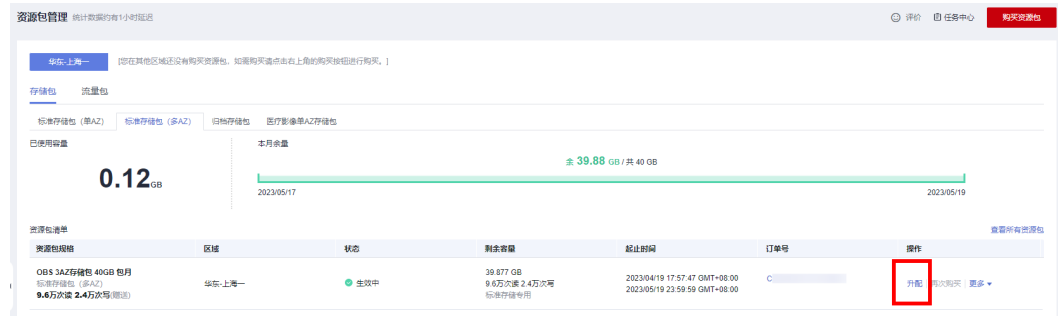 资源包管理 统计数据约有1小时延迟 评价 任务中心 购买资源包
华东-上海一 [您在其他区域还没有购买资源包。如需购买请点击右上角的购买按钮进行购买。]
存储包 流量包
标准存储包（单AZ） 标准存储包（多AZ） 归档存储包 医疗影像单AZ存储包
已使用容量 本月余量
余 39.88 GB / 共 40 GB
0.12GB
2023/05/17 2023/05/19
资源包清单 查看所有资源包
资源包规格 区域 状态 剩余容量 起止时间 订单号 操作
OBS 3AZ存储包 40GB 包月
标准存储包（多AZ）
9.6万次读 2.4万次写(赠送)
华东-上海一
生效中
39.877 GB
9.6万次读 2.4万次写
标准存储专用
2023/04/19 17:57:47 GMT+08:00
2023/05/19 23:59:59 GMT+08:00
C
升配 再次购买 更多